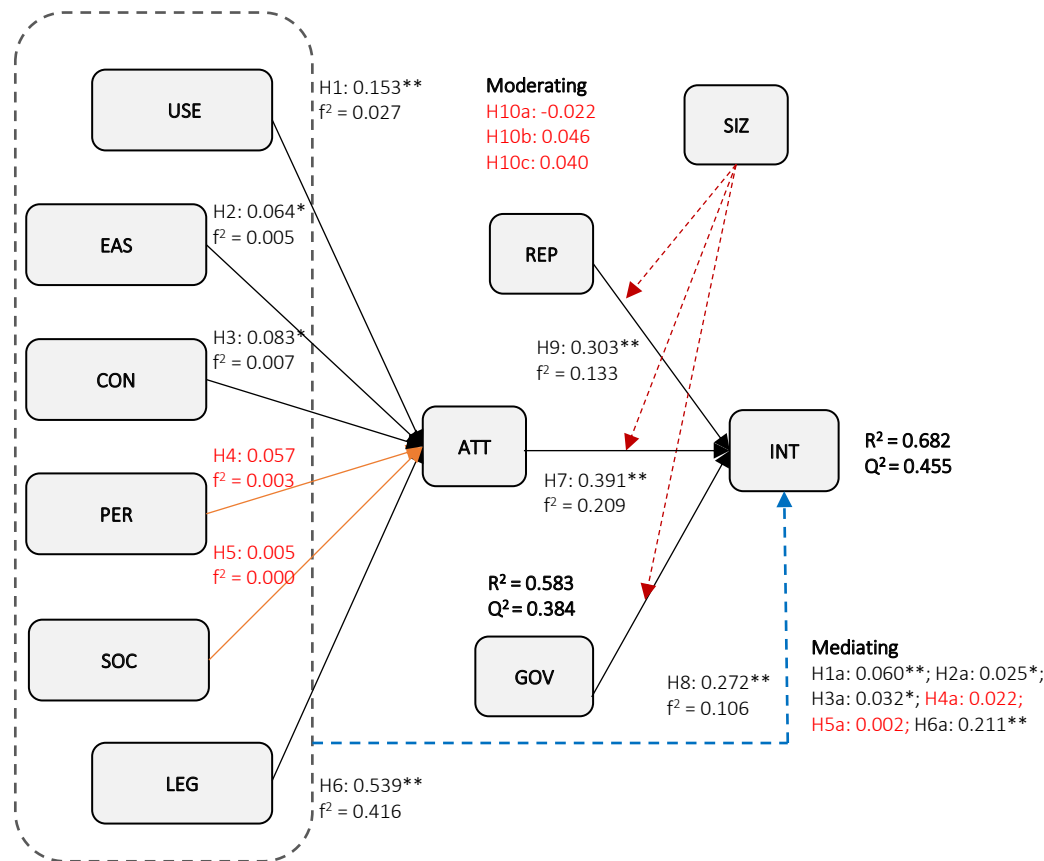 USE
H1: 0.153**
f² = 0.027
Moderating
H10a: -0.022
H10b: 0.046
H10c: 0.040
SIZ
EAS
H2: 0.064*
f² = 0.005
REP
CON
H3: 0.083*
f² = 0.007
H9: 0.303**
f² = 0.133
ATT
INT
R² = 0.682
Q² = 0.455
PER
H4: 0.057
f² = 0.003
H7: 0.391**
f² = 0.209
H5: 0.005
f² = 0.000
R² = 0.583
Q² = 0.384
SOC
GOV
H8: 0.272**
f² = 0.106
Mediating
H1a: 0.060**; H2a: 0.025*;
H3a: 0.032*; H4a: 0.022;
H5a: 0.002; H6a: 0.211**
LEG
H6: 0.539**
f² = 0.416